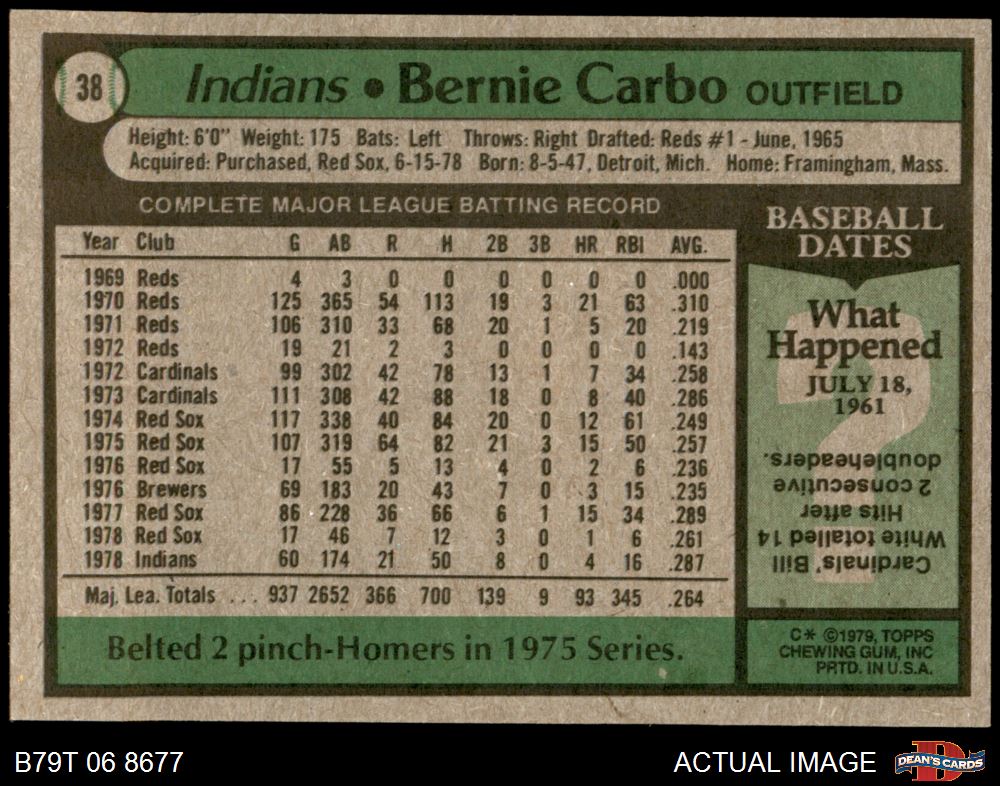 38
Indians • Bernie Carbo OUTFIELD
Height: 6'0" Weight: 175 Bats: Left Throws: Right Drafted: Reds #1 - June, 1965
Acquired: Purchased, Red Sox, 6-15-78 Born: 8-5-47, Detroit, Mich. Home: Framingham, Mass.
COMPLETE MAJOR LEAGUE BATTING RECORD
Year Club G AB R H 2B 3B HR RBI AVG.
1969 Reds 4 3 0 0 0 0 0 0 .000
1970 Reds 125 365 54 113 19 3 21 63 .310
1971 Reds 106 310 33 68 20 1 5 20 .219
1972 Reds 19 21 2 3 0 0 0 0 .143
1972 Cardinals 99 302 42 78 13 1 7 34 .258
1973 Cardinals 111 308 42 88 18 0 8 40 .286
1974 Red Sox 117 338 40 84 20 0 12 61 .249
1975 Red Sox 107 319 64 82 21 3 15 50 .257
1976 Red Sox 17 55 5 13 4 0 2 6 .236
1976 Brewers 69 183 20 43 7 0 3 15 .235
1977 Red Sox 86 228 36 66 6 1 15 34 .289
1978 Red Sox 17 46 7 12 3 0 1 6 .261
1978 Indians 60 174 21 50 8 0 4 16 .287
Maj. Lea. Totals ... 937 2652 366 700 139 9 93 345 .264
Belted 2 pinch-Homers in 1975 Series.
BASEBALL
DATES
What
Happened
JULY 18,
1961
?
Cardinals', Bill
White totalled 14
Hits after
2 consecutive
doubleheaders.
C* ©1979, TOPPS
CHEWING GUM, INC
PRTD. IN U.S.A.
B79T 06 8677
ACTUAL IMAGE
D
DEAN'S CARDS